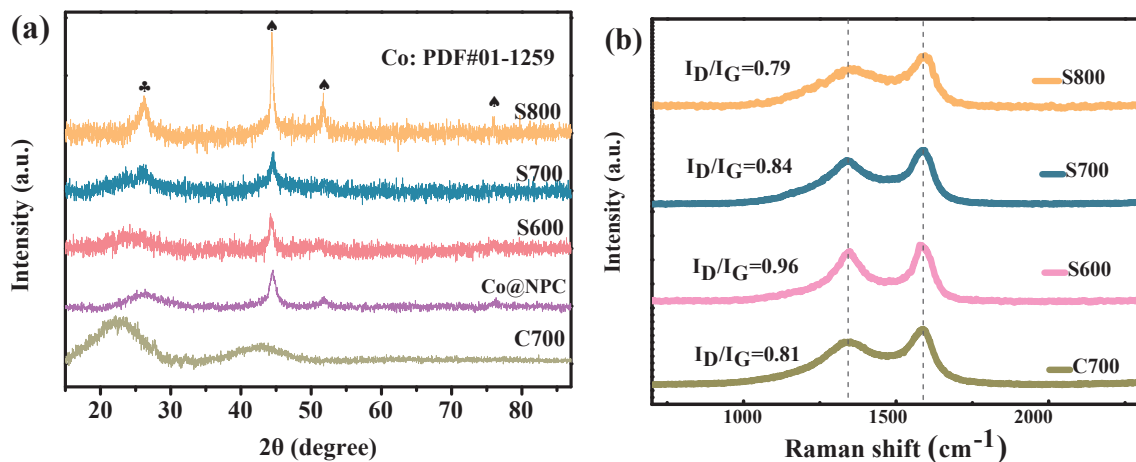 (a)
Co: PDF#01-1259
♠
♣
♠
♠
S800
S700
S600
Co@NPC
C700
Intensity (a.u.)
20 30 40 50 60 70 80
2θ (degree)
(b)
I_D/I_G=0.79
S800
I_D/I_G=0.84
S700
I_D/I_G=0.96
S600
I_D/I_G=0.81
C700
Intensity (a.u.)
1000 1500 2000
Raman shift (cm⁻¹)